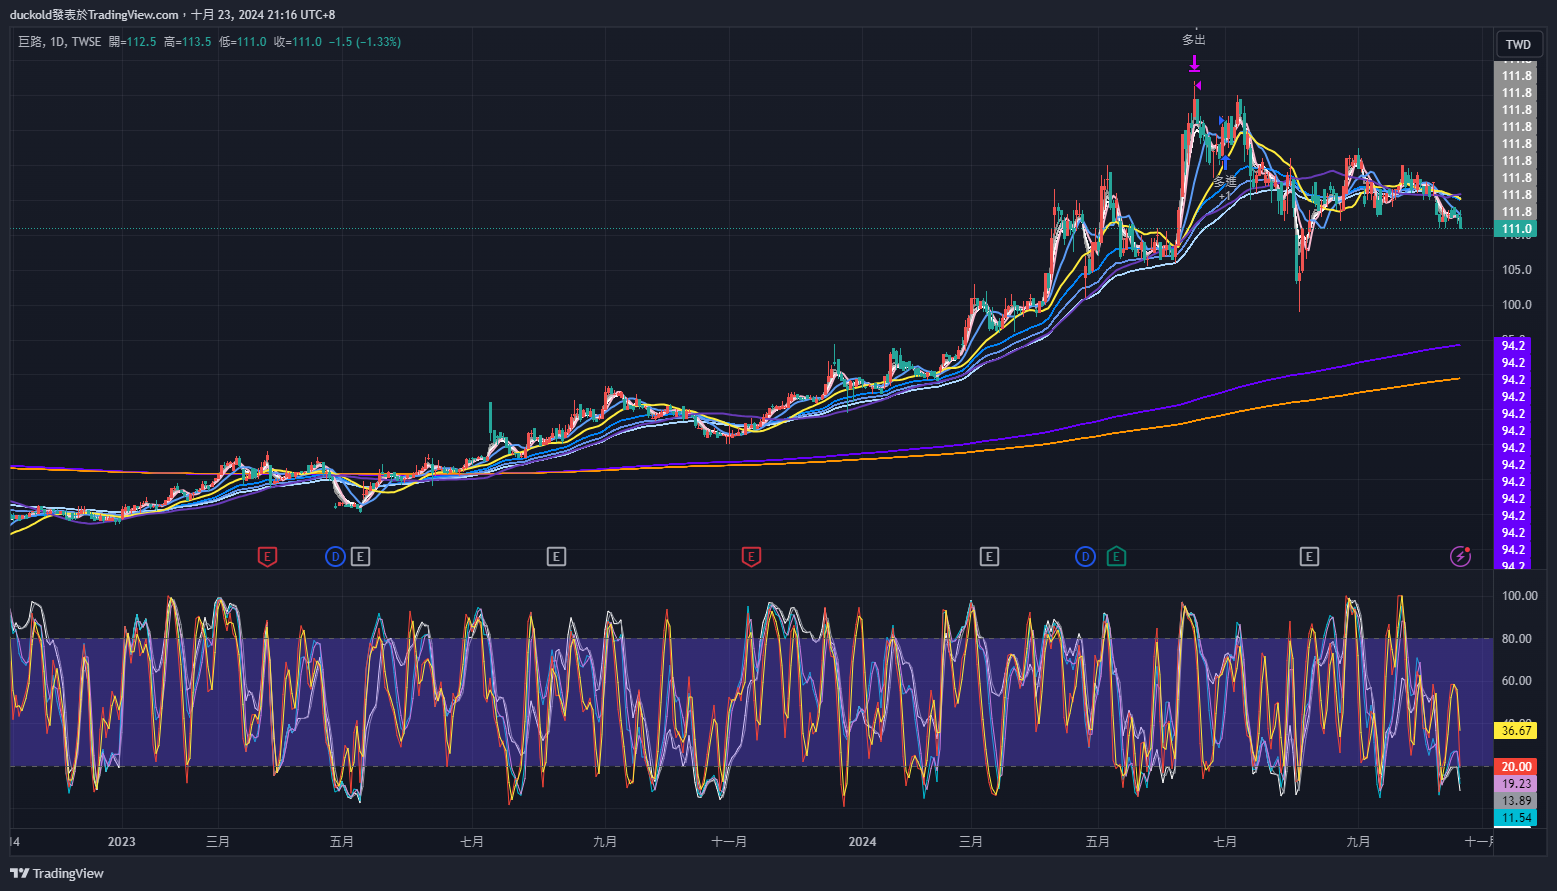 duckold發表於TradingView.com，十月 23, 2024 21:16 UTC+8
巨路, 1D, TWSE 開=112.5 高=113.5 低=111.0 收=111.0 −1.5 (−1.33%)
多出
TWD
111.8
111.8
111.8
111.8
111.8
111.8
111.8
多進
111.8
+1
111.8
111.0
105.0
100.0
94.2
94.2
94.2
94.2
94.2
94.2
94.2
94.2
94.2
94.2
94.2
94.2
94.2
94.2
E
D
E
E
E
E
D
E
E
100.00
80.00
60.00
36.67
20.00
19.23
13.89
11.54
14
2023
三月
五月
七月
九月
十一月
2024
三月
五月
七月
九月
十一月
TradingView